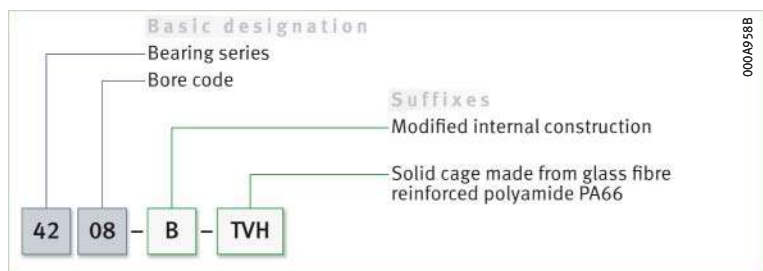 Basic designation
Bearing series
Bore code
Suffixes
Modified internal construction
Solid cage made from glass fibre
reinforced polyamide PA66
42 08 – B – TVH
000A958B